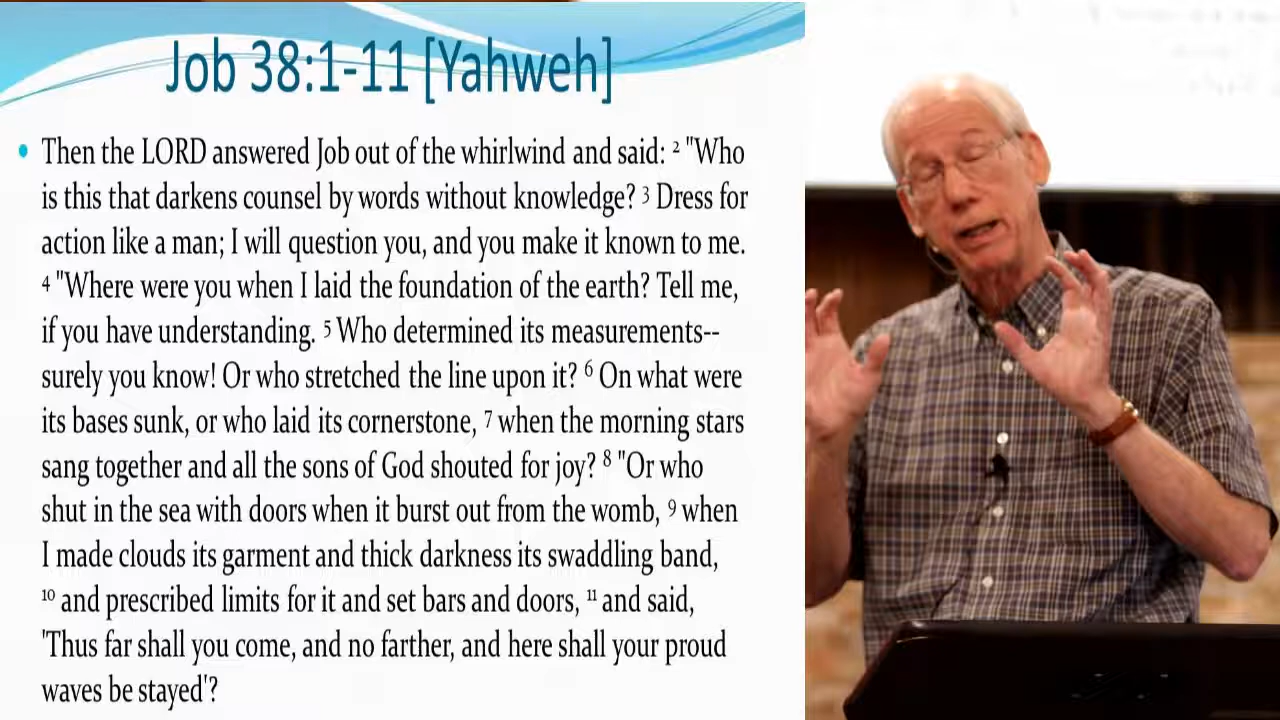 Job 38:1-11 [Yahweh]
• Then the LORD answered Job out of the whirlwind and said: ² "Who
is this that darkens counsel by words without knowledge? ³ Dress for
action like a man; I will question you, and you make it known to me.
⁴ "Where were you when I laid the foundation of the earth? Tell me,
if you have understanding. ⁵ Who determined its measurements--
surely you know! Or who stretched the line upon it? ⁶ On what were
its bases sunk, or who laid its cornerstone, ⁷ when the morning stars
sang together and all the sons of God shouted for joy? ⁸ "Or who
shut in the sea with doors when it burst out from the womb, ⁹ when
I made clouds its garment and thick darkness its swaddling band,
¹⁰ and prescribed limits for it and set bars and doors, ¹¹ and said,
'Thus far shall you come, and no farther, and here shall your proud
waves be stayed'?